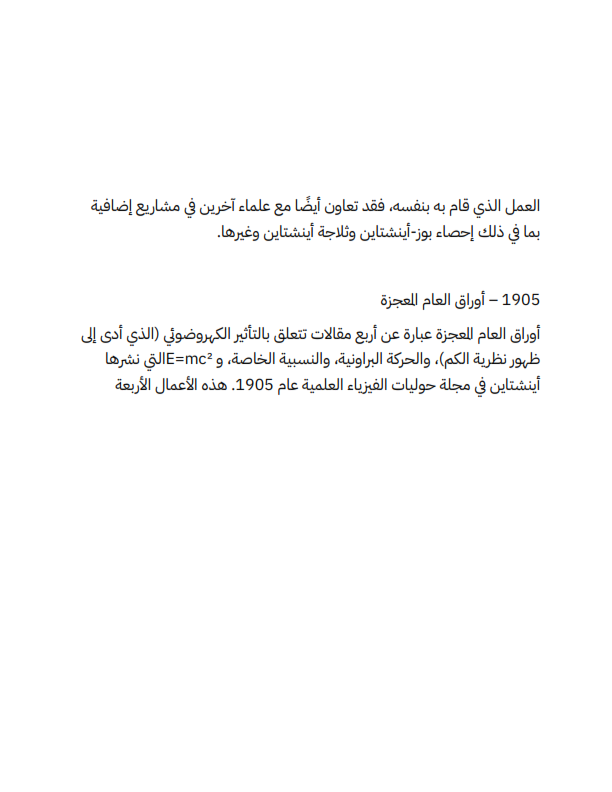 العمل الذي قام به بنفسه، فقد تعاون أيضًا مع علماء آخرين في مشاريع إضافية
بما في ذلك إحصاء بوز-أينشتاين وثلاجة أينشتاين وغيرها.
1905 – أوراق العام المعجزة
أوراق العام المعجزة عبارة عن أربع مقالات تتعلق بالتأثير الكهروضوئي (الذي أدى إلى
ظهور نظرية الكم)، والحركة البراونية، والنسبية الخاصة، و E=mc²التي نشرها
أينشتاين في مجلة حوليات الفيزياء العلمية عام 1905. هذه الأعمال الأربعة